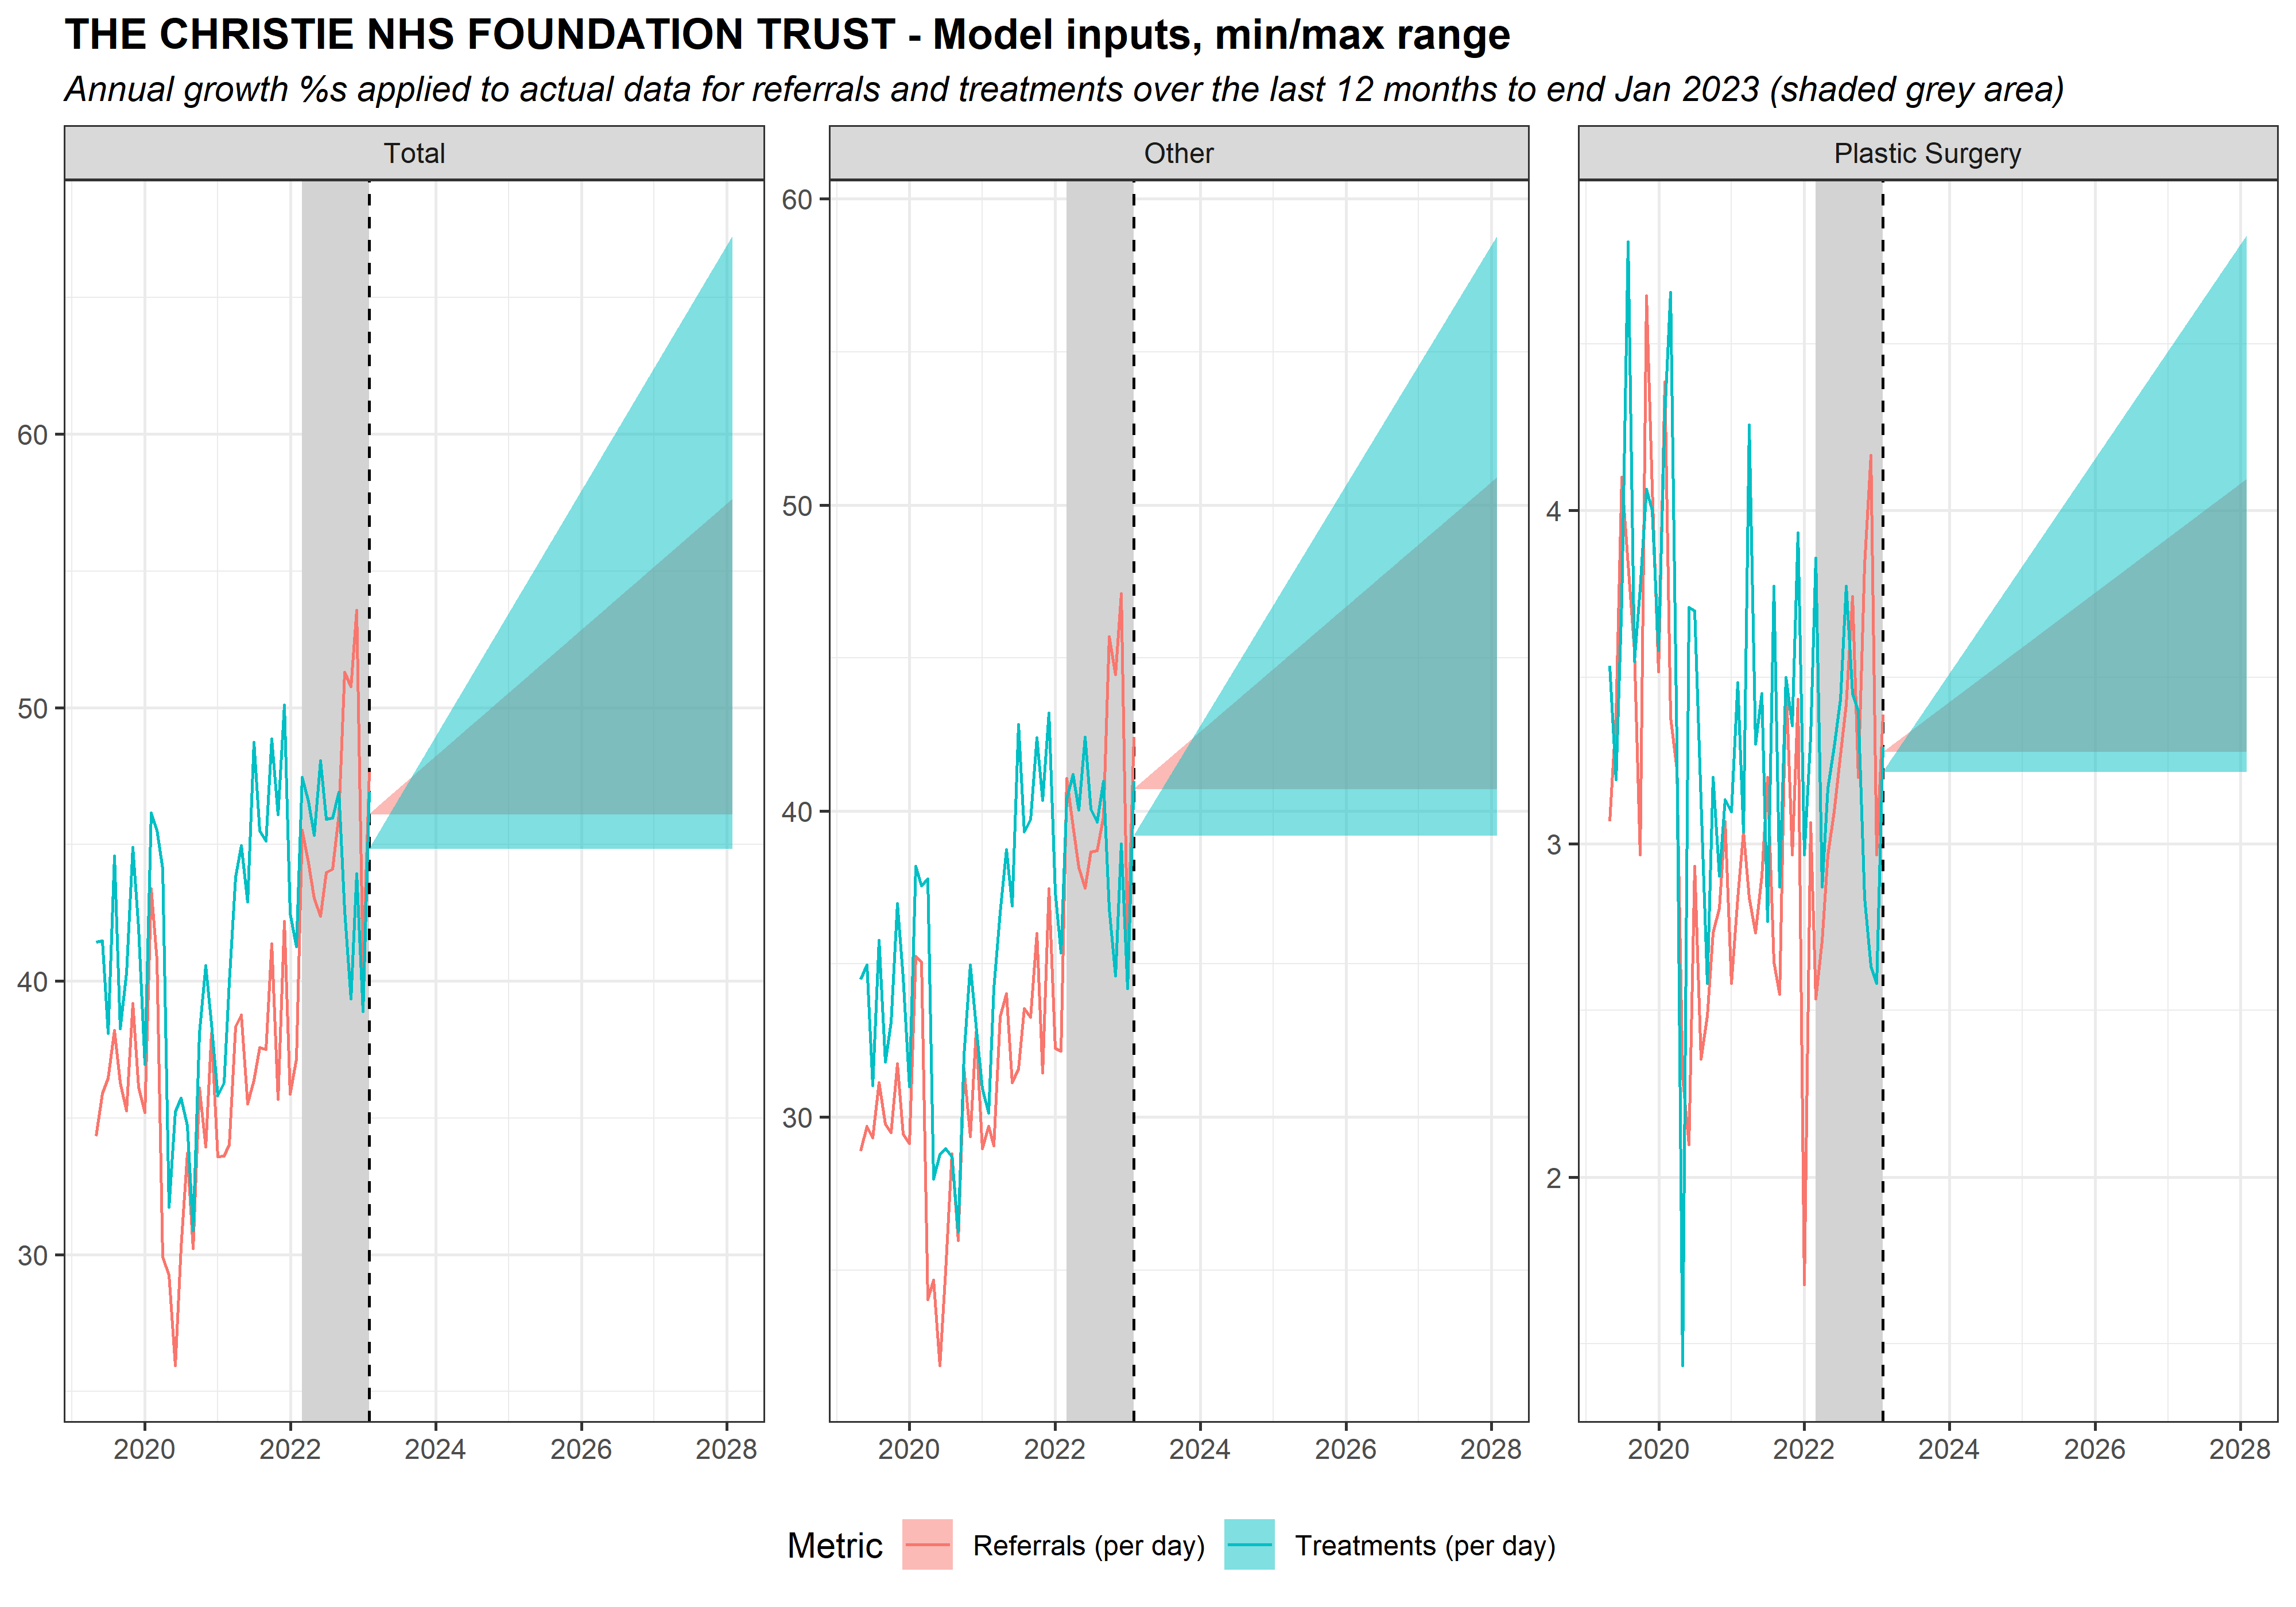 THE CHRISTIE NHS FOUNDATION TRUST - Model inputs, min/max range
Annual growth %s applied to actual data for referrals and treatments over the last 12 months to end Jan 2023 (shaded grey area)
Total
60
50
40
30
2020 2022 2024 2026 2028
Other
60
50
40
30
2020 2022 2024 2026 2028
Plastic Surgery
4
3
2
2020 2022 2024 2026 2028
Metric Referrals (per day) Treatments (per day)